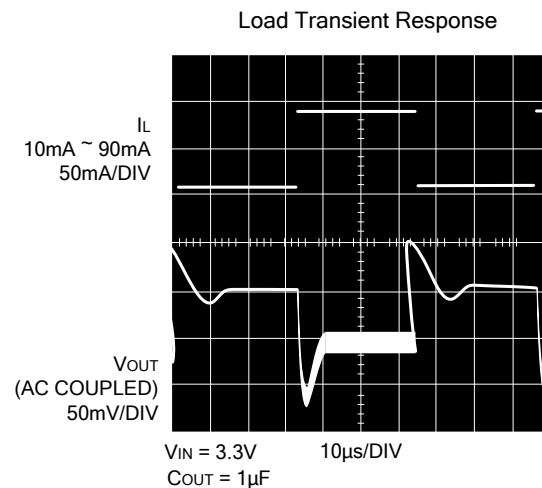 Load Transient Response
IL
10mA ~ 90mA
50mA/DIV
VOUT
(AC COUPLED)
50mV/DIV
VIN = 3.3V
10µs/DIV
COUT = 1µF